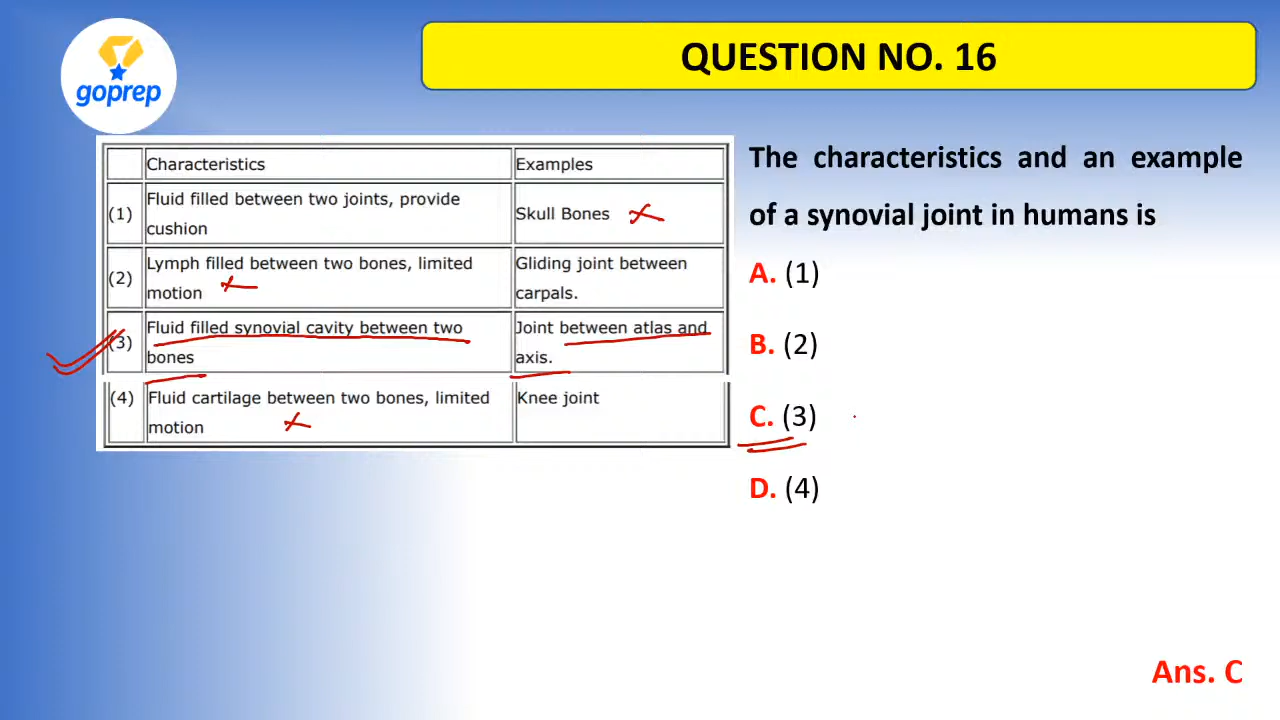 goprep
QUESTION NO. 16
Characteristics Examples
(1) Fluid filled between two joints, provide cushion Skull Bones
(2) Lymph filled between two bones, limited motion Gliding joint between carpals.
(3) Fluid filled synovial cavity between two bones Joint between atlas and axis.
(4) Fluid cartilage between two bones, limited motion Knee joint
The characteristics and an example
of a synovial joint in humans is
A. (1)
B. (2)
C. (3)
D. (4)
Ans. C